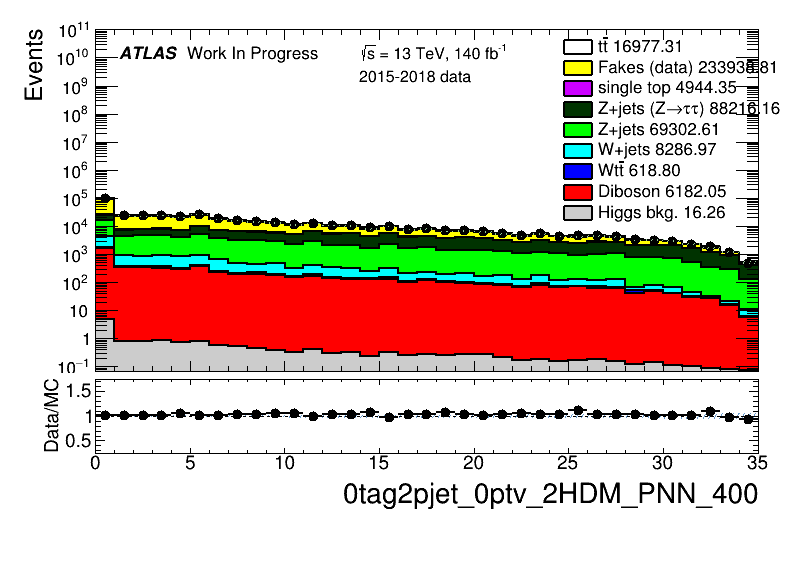 Events
10¹¹
10¹⁰
10⁹
10⁸
10⁷
10⁶
10⁵
10⁴
10³
10²
10
1
10⁻¹
ATLAS Work In Progress
√s = 13 TeV, 140 fb⁻¹
2015-2018 data
tt̄ 16977.31
Fakes (data) 233938.81
single top 4944.35
Z+jets (Z→ττ) 88216.16
Z+jets 69302.61
W+jets 8286.97
Wtt̄ 618.80
Diboson 6182.05
Higgs bkg. 16.26
Data/MC
1.5
1
0.5
0 5 10 15 20 25 30 35
0tag2pjet_0ptv_2HDM_PNN_400